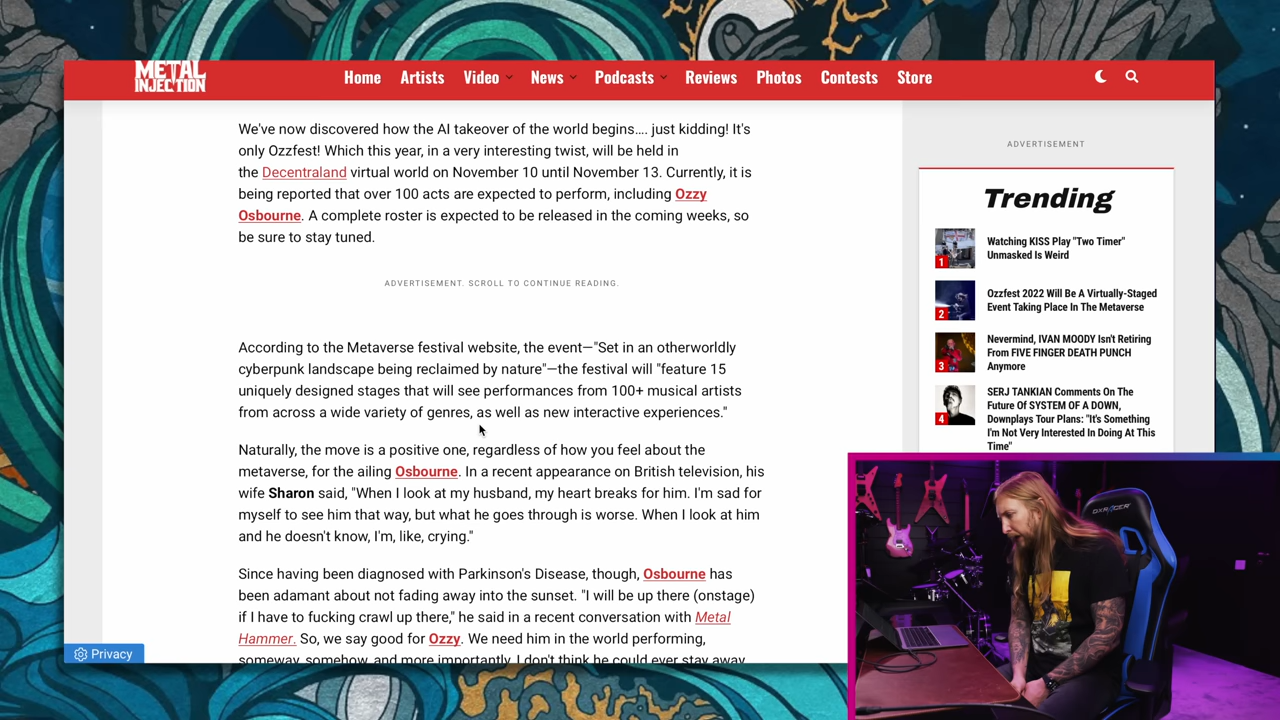 METAL
INJECTION
Home Artists Video News Podcasts Reviews Photos Contests Store
We've now discovered how the AI takeover of the world begins.... just kidding! It's
only Ozzfest! Which this year, in a very interesting twist, will be held in
the Decentraland virtual world on November 10 until November 13. Currently, it is
being reported that over 100 acts are expected to perform, including Ozzy
Osbourne. A complete roster is expected to be released in the coming weeks, so
be sure to stay tuned.
ADVERTISEMENT. SCROLL TO CONTINUE READING.
According to the Metaverse festival website, the event—"Set in an otherworldly
cyberpunk landscape being reclaimed by nature"—the festival will "feature 15
uniquely designed stages that will see performances from 100+ musical artists
from across a wide variety of genres, as well as new interactive experiences."
Naturally, the move is a positive one, regardless of how you feel about the
metaverse, for the ailing Osbourne. In a recent appearance on British television, his
wife Sharon said, "When I look at my husband, my heart breaks for him. I'm sad for
myself to see him that way, but what he goes through is worse. When I look at him
and he doesn't know, I'm, like, crying."
Since having been diagnosed with Parkinson's Disease, though, Osbourne has
been adamant about not fading away into the sunset. "I will be up there (onstage)
if I have to fucking crawl up there," he said in a recent conversation with Metal
Hammer. So, we say good for Ozzy. We need him in the world performing,
someway, somehow, and more importantly, I don't think he could ever stay away
Privacy
ADVERTISEMENT
Trending
1
Watching KISS Play "Two Timer"
Unmasked Is Weird
2
Ozzfest 2022 Will Be A Virtually-Staged
Event Taking Place In The Metaverse
3
Nevermind, IVAN MOODY Isn't Retiring
From FIVE FINGER DEATH PUNCH
Anymore
4
SERJ TANKIAN Comments On The
Future Of SYSTEM OF A DOWN,
Downplays Tour Plans: "It's Something
I'm Not Very Interested In Doing At This
Time"
DXRACER